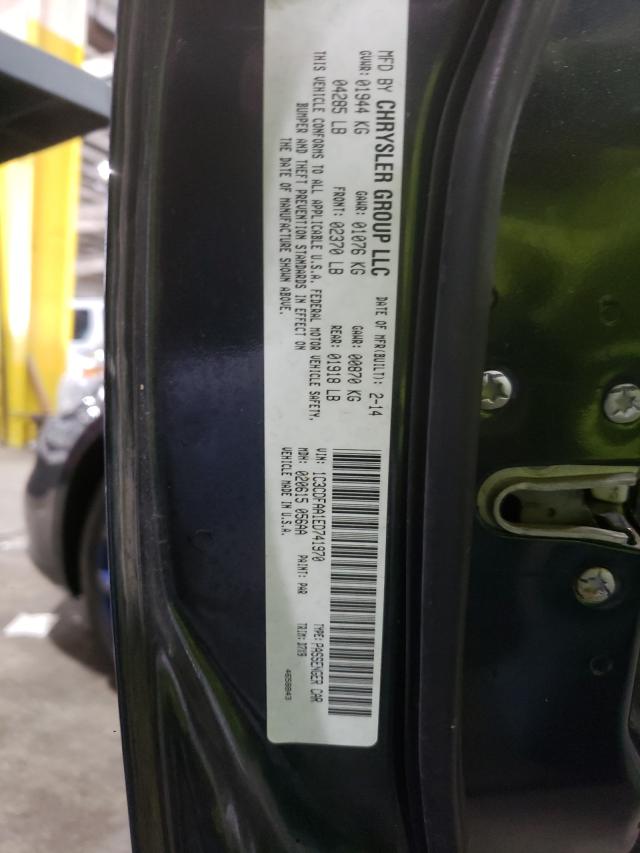 MFD BY CHRYSLER GROUP LLC DATE OF MFR(BUILT): 2-14
GVWR: 01944 KG GAWR: 01076 KG GAWR: 00870 KG
04285 LB FRONT: 02370 LB REAR: 01918 LB
THIS VEHICLE CONFORMS TO ALL APPLICABLE U.S.A. FEDERAL MOTOR VEHICLE SAFETY,
BUMPER AND THEFT PREVENTION STANDARDS IN EFFECT ON
THE DATE OF MANUFACTURE SHOWN ABOVE.
VIN: 1C3CDFAA1ED741970 TYPE: PASSENGER CAR
MDH: 020615 056AA PAINT: PAR TRIM: D7X9
VEHICLE MADE IN U.S.A. 4658843